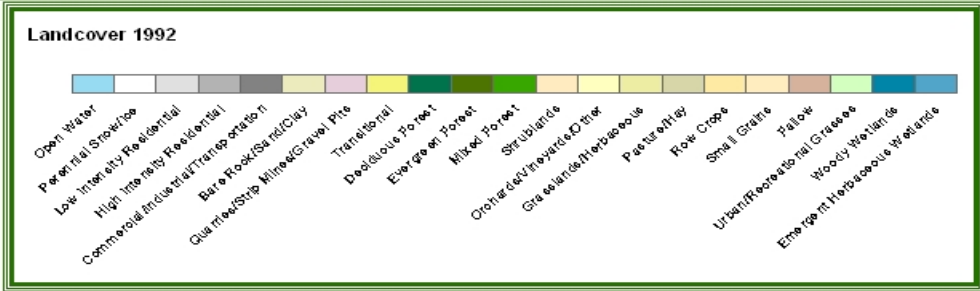 Landcover 1992
Open Water
Perennial Snow/Ice
Low Intensity Residential
High Intensity Residential
Commercial/Industrial/Transportation
Bare Rock/Sand/Clay
Quarries/Strip Mines/Gravel Pits
Transitional
Deciduous Forest
Evergreen Forest
Mixed Forest
Shrublands
Orchards/Vineyards/Other
Grasslands/Herbaceous
Pasture/Hay
Row Crops
Small Grains
Fallow
Urban/Recreational Grasses
Woody Wetlands
Emergent Herbaceous Wetlands